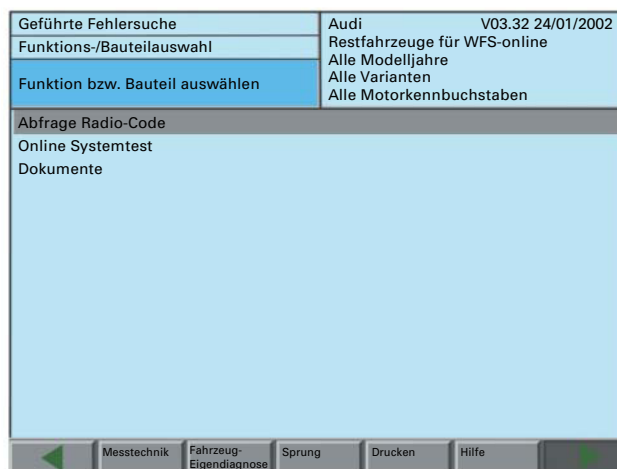 Geführte Fehlersuche
Funktions-/Bauteilauswahl
Funktion bzw. Bauteil auswählen
Audi V03.32 24/01/2002
Restfahrzeuge für WFS-online
Alle Modelljahre
Alle Varianten
Alle Motorkennbuchstaben
Abfrage Radio-Code
Online Systemtest
Dokumente
Messtechnik
Fahrzeug-
Eigendiagnose
Sprung
Drucken
Hilfe